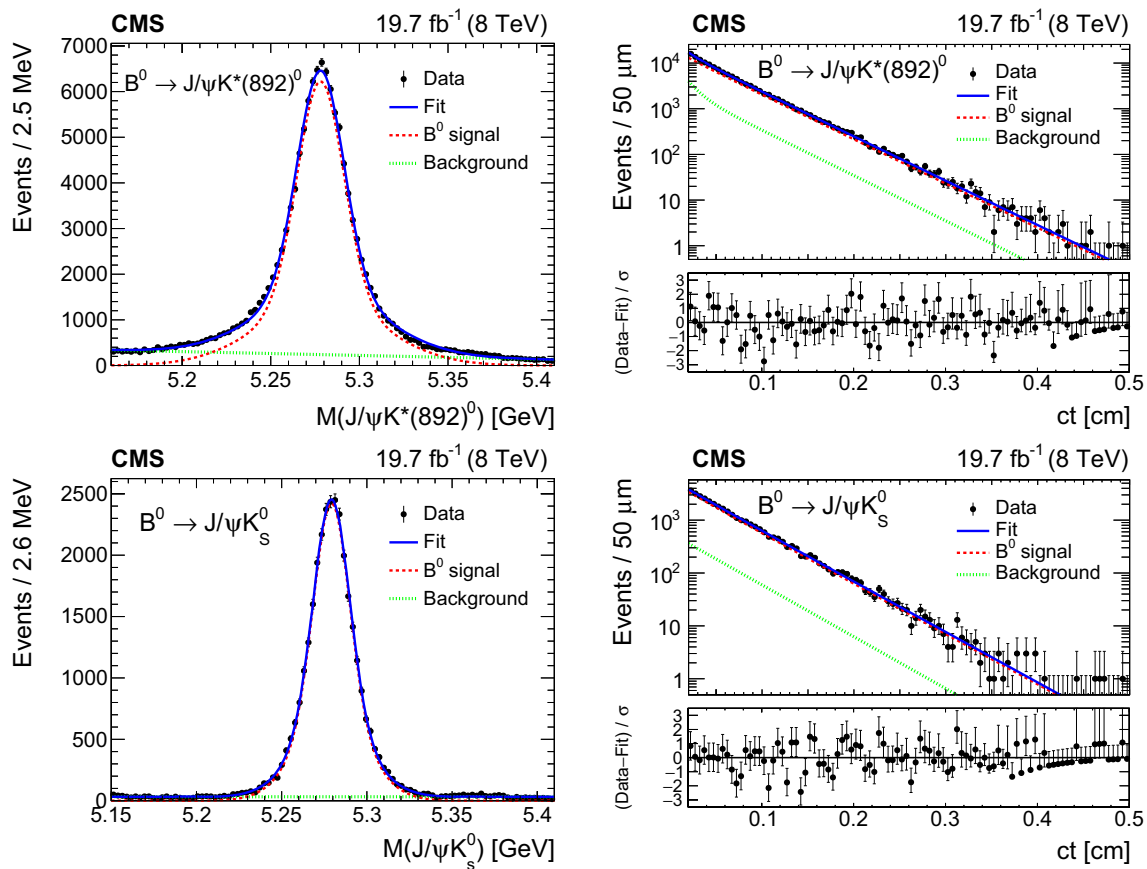 CMS 19.7 fb⁻¹ (8 TeV)
Events / 2.5 MeV
7000
6000
5000
4000
3000
2000
1000
0
B⁰ → J/ψK*(892)⁰
Data
Fit
B⁰ signal
Background
5.2 5.25 5.3 5.35 5.4
M(J/ψK*(892)⁰) [GeV]
CMS 19.7 fb⁻¹ (8 TeV)
Events / 50 μm
10⁴
10³
10²
10
1
B⁰ → J/ψK*(892)⁰
Data
Fit
B⁰ signal
Background
(Data–Fit) / σ
3
2
1
0
−1
−2
−3
0.1 0.2 0.3 0.4 0.5
ct [cm]
CMS 19.7 fb⁻¹ (8 TeV)
Events / 2.6 MeV
2500
2000
1500
1000
500
0
B⁰ → J/ψK⁰_S
Data
Fit
B⁰ signal
Background
5.15 5.2 5.25 5.3 5.35 5.4
M(J/ψK⁰_s) [GeV]
CMS 19.7 fb⁻¹ (8 TeV)
Events / 50 μm
10³
10²
10
1
B⁰ → J/ψK⁰_S
Data
Fit
B⁰ signal
Background
(Data–Fit) / σ
3
2
1
0
−1
−2
−3
0.1 0.2 0.3 0.4 0.5
ct [cm]